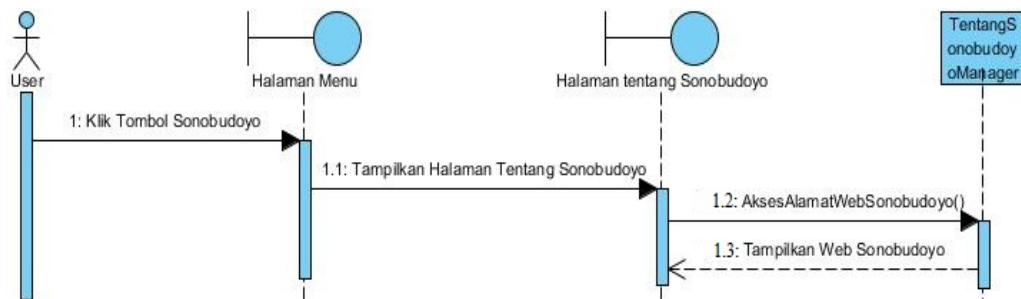 User
Halaman Menu
Halaman tentang Sonobudoyo
TentangS
onobudoy
oManager
1: Klik Tombol Sonobudoyo
1.1: Tampilkan Halaman Tentang Sonobudoyo
1.2: AksesAlamatWebSonobudoyo()
1.3: Tampilkan Web Sonobudoyo